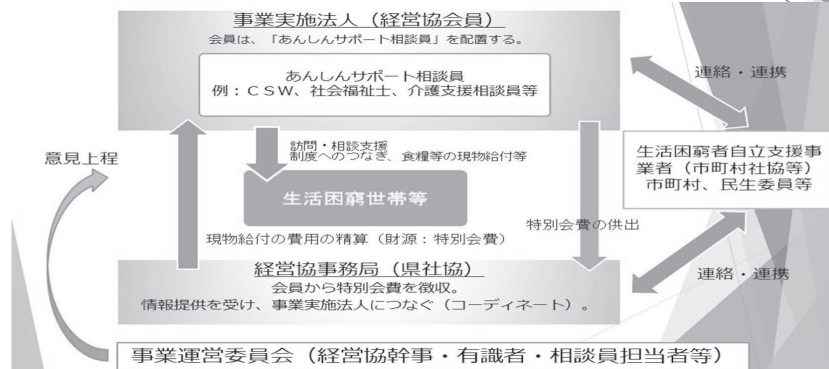 事業実施法人（経営協会員）
会員は、「あんしんサポート相談員」を配置する。
あんしんサポート相談員
例：ＣＳＷ、社会福祉士、介護支援相談員等
連絡・連携
意見上程
訪問・相談支援
制度へのつなぎ、食糧等の現物給付等
生活困窮者自立支援事
業者（市町村社協等）
市町村、民生委員等
生活困窮世帯等
特別会費の供出
現物給付の費用の精算（財源：特別会費）
経営協事務局（県社協）
会員から特別会費を徴収。
情報提供を受け、事業実施法人につなぐ（コーディネート）。
連絡・連携
事業運営委員会（経営協幹事・有識者・相談員担当者等）